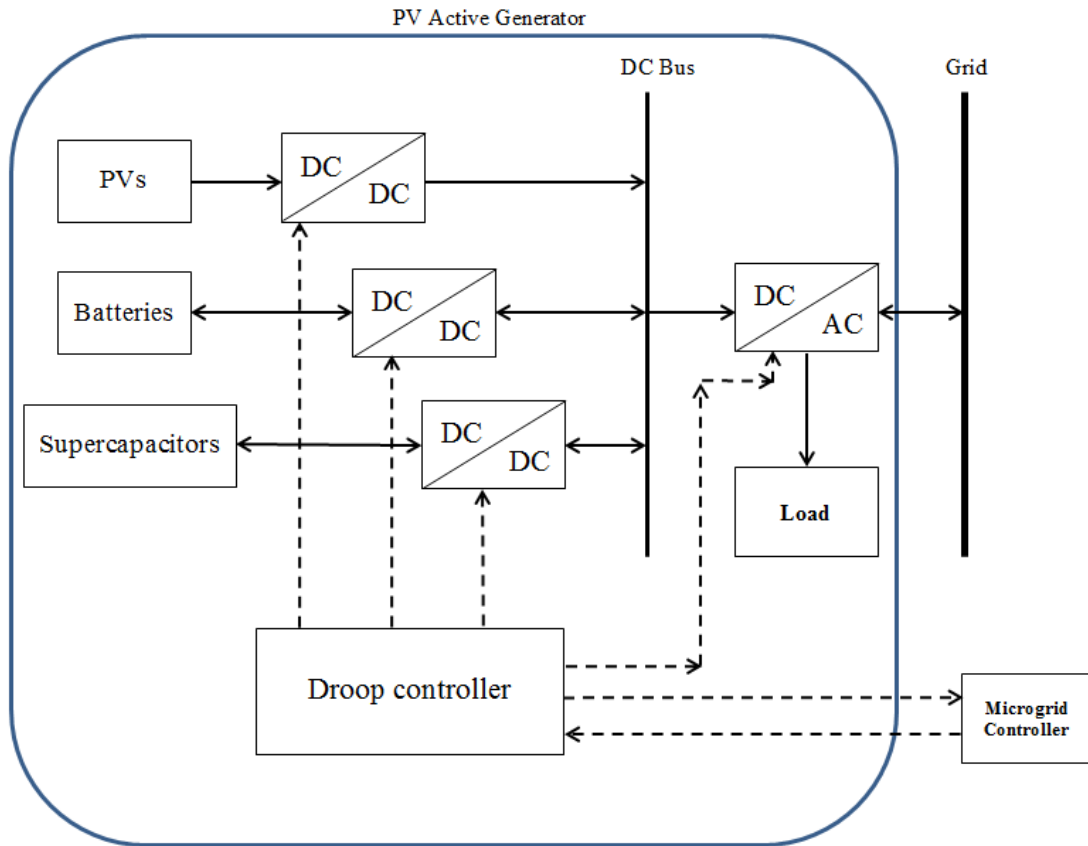 PV Active Generator
DC Bus
Grid
PVs
DC
DC
Batteries
DC
DC
DC
AC
Supercapacitors
DC
DC
Load
Droop controller
Microgrid
Controller